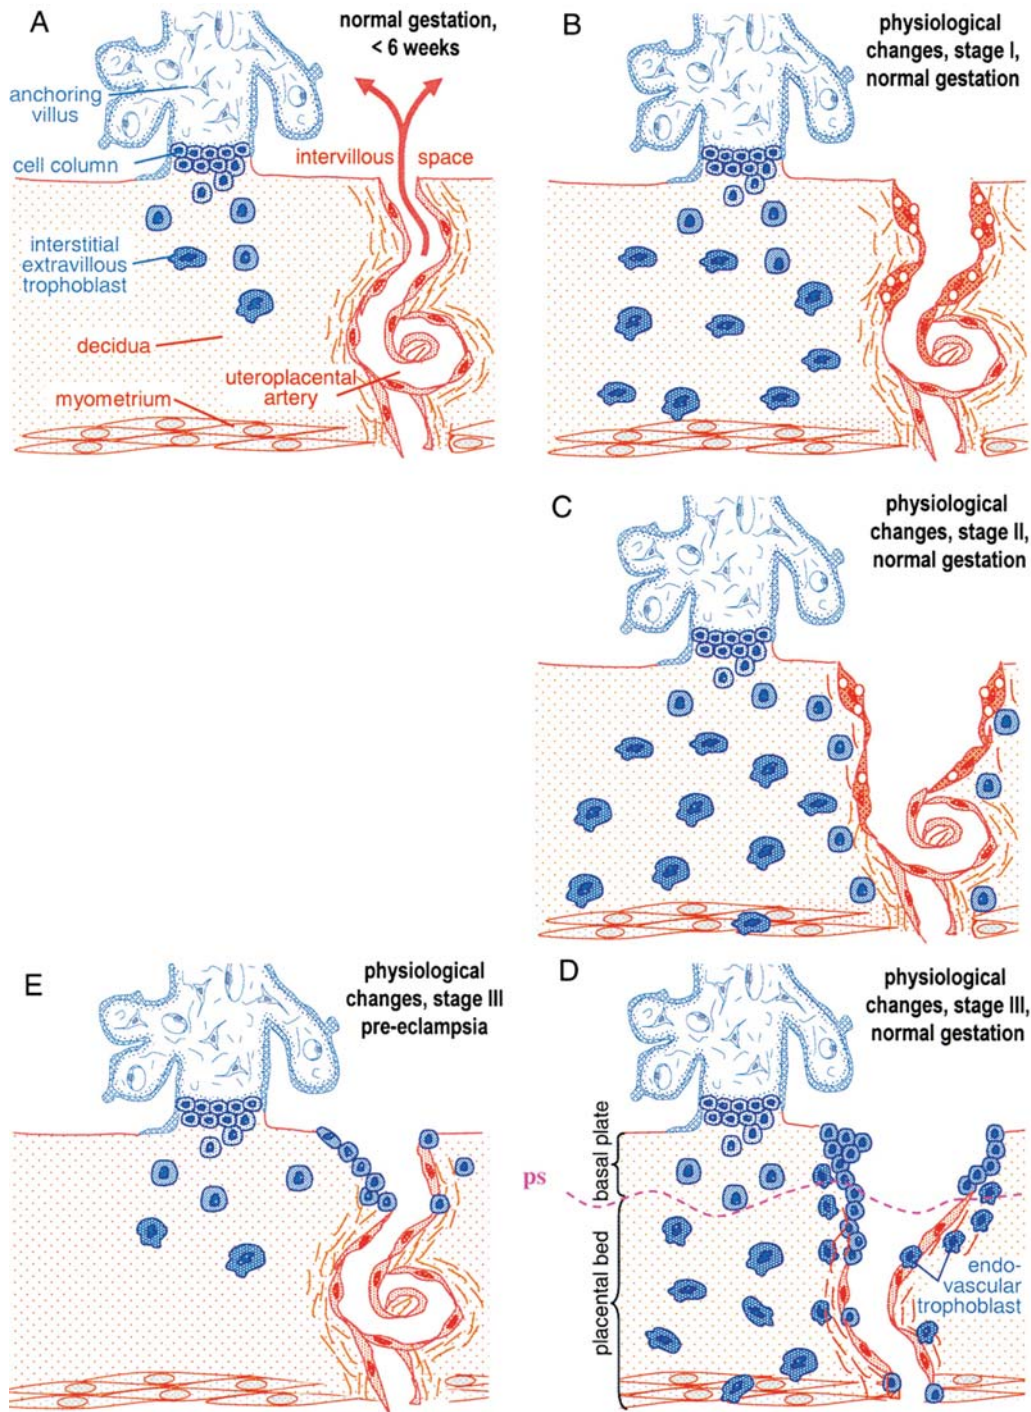 A
normal gestation,
< 6 weeks
anchoring
villus
cell column
intervillous space
interstitial
extravillous
trophoblast
decidua
uteroplacental
artery
myometrium
B
physiological
changes, stage I,
normal gestation
C
physiological
changes, stage II,
normal gestation
E
physiological
changes, stage III
pre-eclampsia
D
physiological
changes, stage III,
normal gestation
basal plate
ps
placental bed
endo-
vascular
trophoblast